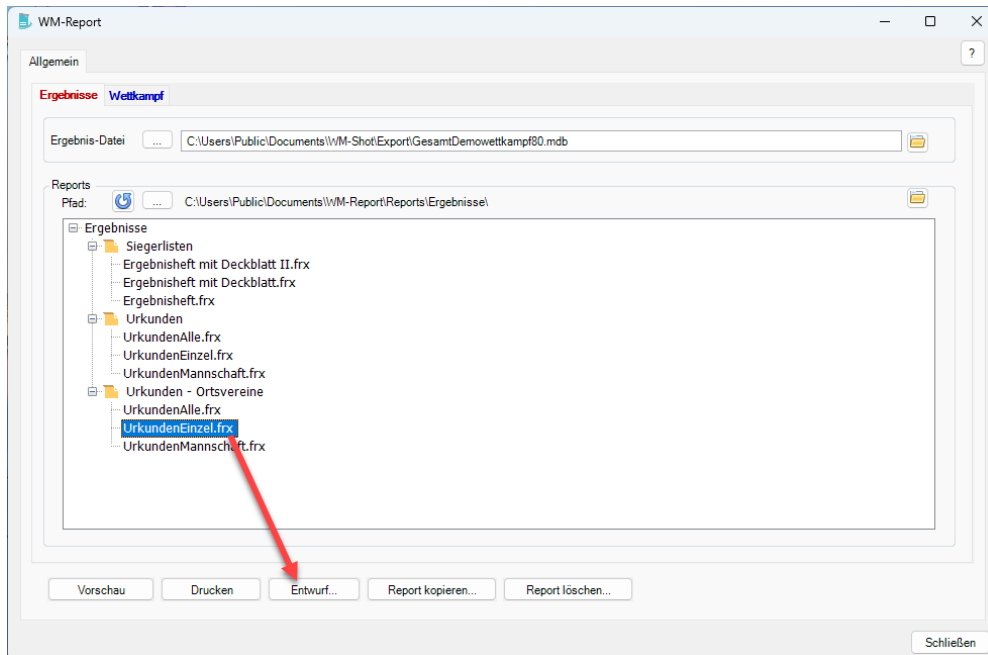 WM-Report
?
Allgemein
Ergebnisse Wettkampf
Ergebnis-Datei ... C:\Users\Public\Documents\WM-Shot\Export\GesamtDemowettkampf80.mdb
Reports
Pfad: ... C:\Users\Public\Documents\WM-Report\Reports\Ergebnisse\
Ergebnisse
Siegerlisten
Ergebnisheft mit Deckblatt II.frx
Ergebnisheft mit Deckblatt.frx
Ergebnisheft.frx
Urkunden
UrkundenAlle.frx
UrkundenEinzel.frx
UrkundenMannschaft.frx
Urkunden - Ortsvereine
UrkundenAlle.frx
UrkundenEinzel.frx
UrkundenMannschaft.frx
Vorschau Drucken Entwurf... Report kopieren... Report löschen...
Schließen